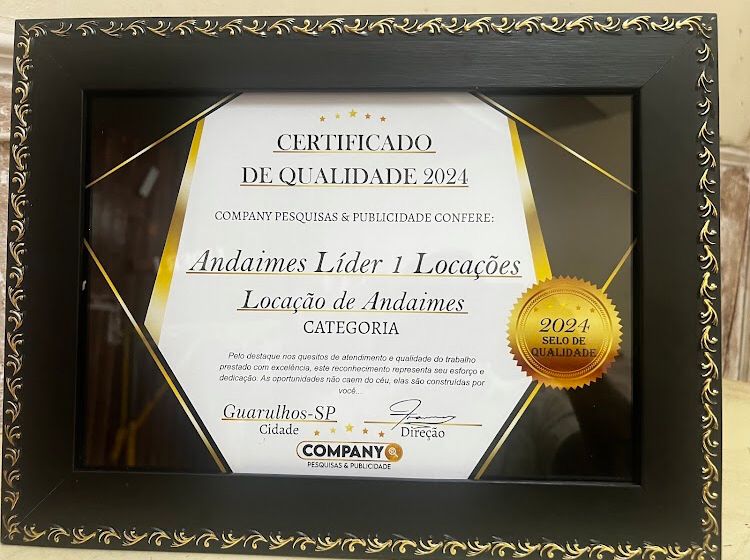 CERTIFICADO
DE QUALIDADE 2024
COMPANY PESQUISAS & PUBLICIDADE CONFERE:
Andaimes Líder 1 Locações
Locação de Andaimes
CATEGORIA
Pelo destaque nos quesitos de atendimento e qualidade do trabalho
prestado com excelência, este reconhecimento representa seu esforço e
dedicação. As oportunidades não caem do céu, elas são construídas por
você...
2024
SELO DE
QUALIDADE
Guarulhos-SP
Cidade
Direção
COMPANY
PESQUISAS & PUBLICIDADE